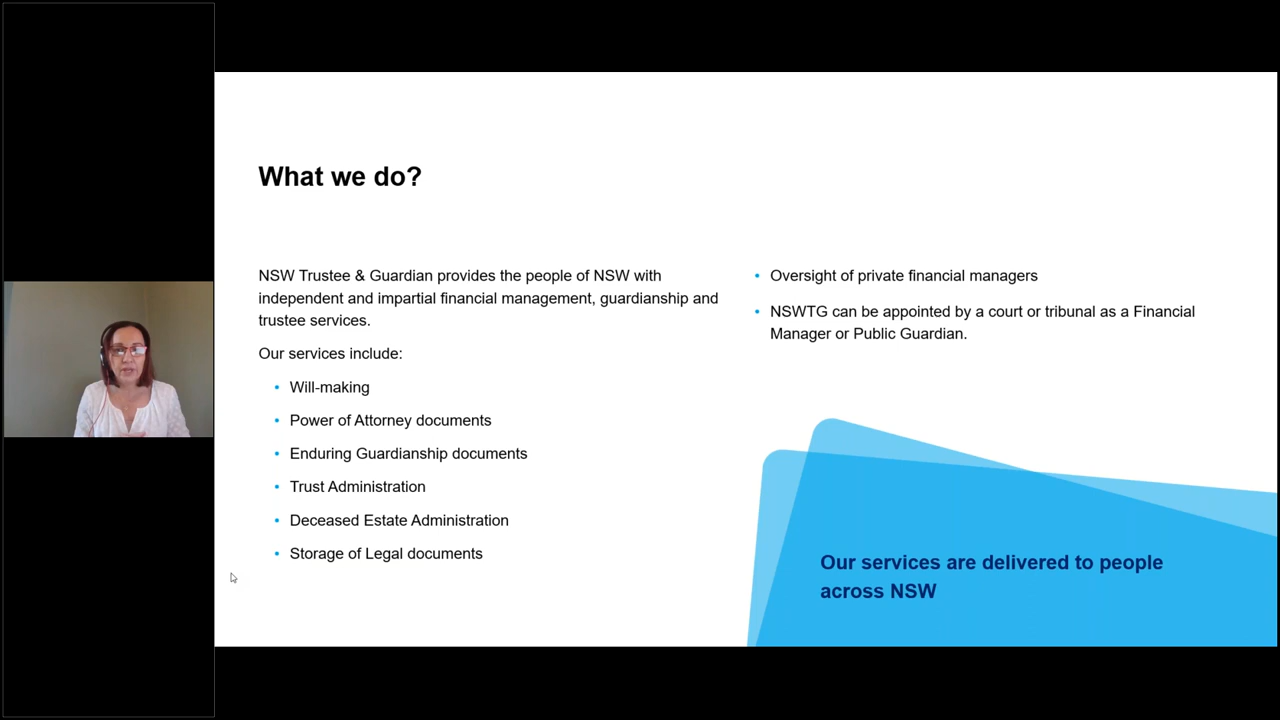 What we do?
NSW Trustee & Guardian provides the people of NSW with
independent and impartial financial management, guardianship and
trustee services.
Our services include:
• Will-making
• Power of Attorney documents
• Enduring Guardianship documents
• Trust Administration
• Deceased Estate Administration
• Storage of Legal documents
• Oversight of private financial managers
• NSWTG can be appointed by a court or tribunal as a Financial
Manager or Public Guardian.
Our services are delivered to people
across NSW